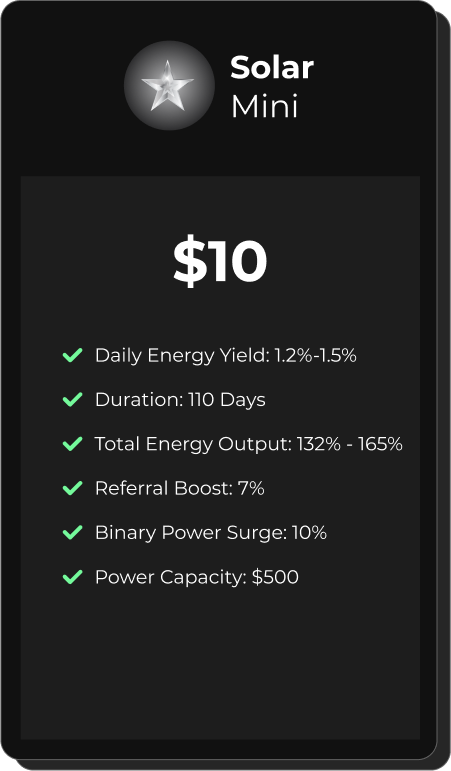 Solar
Mini
$10
Daily Energy Yield: 1.2%-1.5%
Duration: 110 Days
Total Energy Output: 132% - 165%
Referral Boost: 7%
Binary Power Surge: 10%
Power Capacity: $500